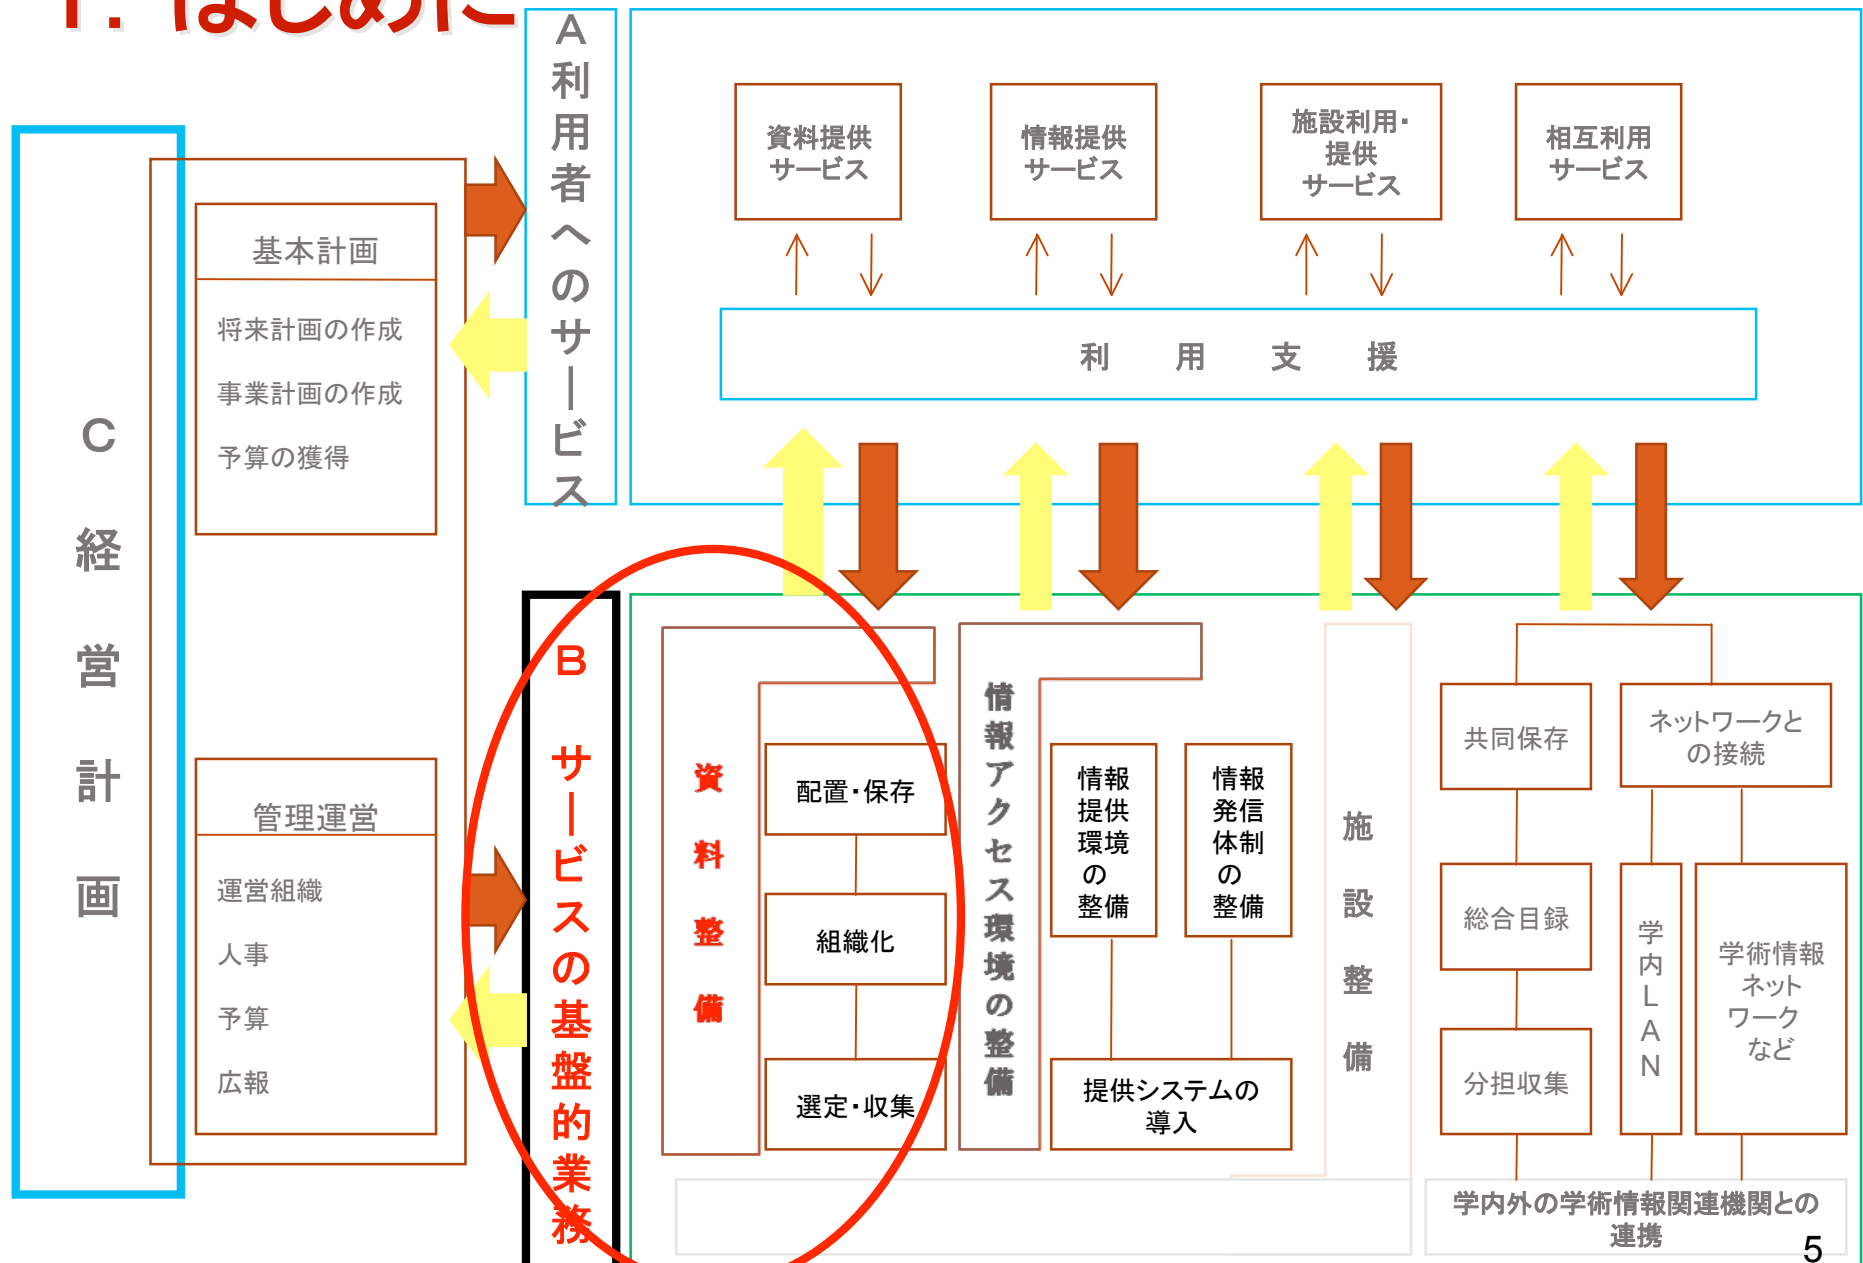 1. はじめに
A利用者へのサービス
資料提供
サービス
情報提供
サービス
施設利用・
提供
サービス
相互利用
サービス
利用支援
C経営計画
基本計画
将来計画の作成
事業計画の作成
予算の獲得
管理運営
運営組織
人事
予算
広報
B サービスの基盤的業務
資料整備
配置・保存
組織化
選定・収集
情報アクセス環境の整備
情報
提供
環境
の
整備
情報
発信
体制
の
整備
提供システムの
導入
施設整備
共同保存
総合目録
分担収集
ネットワークと
の接続
学内LAN
学術情報
ネット
ワーク
など
学内外の学術情報関連機関との
連携
5